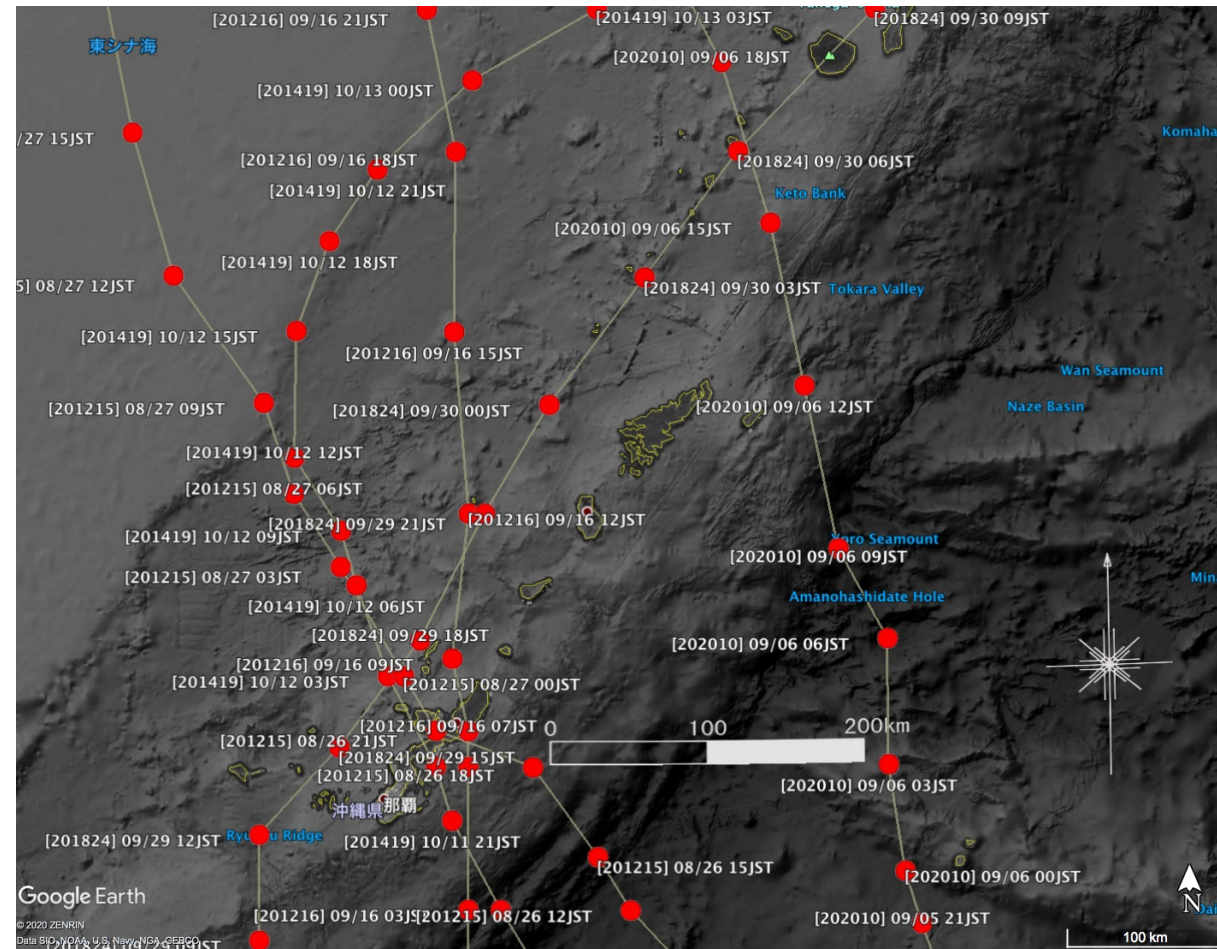 [201216] 09/16 21JST
[201419] 10/13 03JST
[201824] 09/30 09JST
東シナ海
[202010] 09/06 18JST
[201419] 10/13 00JST
/27 15JST
Komaha
[201216] 09/16 18JST
[201824] 09/30 06JST
[201419] 10/12 21JST
Keto Bank
[202010] 09/06 15JST
[201419] 10/12 18JST
5] 08/27 12JST
[201824] 09/30 03JST
Tokara Valley
[201419] 10/12 15JST
[201216] 09/16 15JST
Wan Seamount
[201215] 08/27 09JST
[201824] 09/30 00JST
[202010] 09/06 12JST
Naze Basin
[201419] 10/12 12JST
[201215] 08/27 06JST
[201824] 09/29 21JST
[201216] 09/16 12JST
[201419] 10/12 09JST
Yoro Seamount
[202010] 09/06 09JST
[201215] 08/27 03JST
Min
Amanohashidate Hole
[201419] 10/12 06JST
[201824] 09/29 18JST
[202010] 09/06 06JST
[201216] 09/16 09JST
[201419] 10/12 03JST
[201215] 08/27 00JST
[201216] 09/16 07JST
0 100 200km
[201215] 08/26 21JST
[201824] 09/29 15JST
[201215] 08/26 18JST
[202010] 09/06 03JST
沖縄県 那覇
[201824] 09/29 12JST
Ryukyu Ridge
[201419] 10/11 21JST
[201215] 08/26 15JST
[202010] 09/06 00JST
Google Earth
[201216] 09/16 03JS
[201215] 08/26 12JST
[202010] 09/05 21JST
N
Dai
© 2020 ZENRIN
Data SIO, NOAA, U.S. Navy, NGA, GEBCO
09/29 09JST
100 km